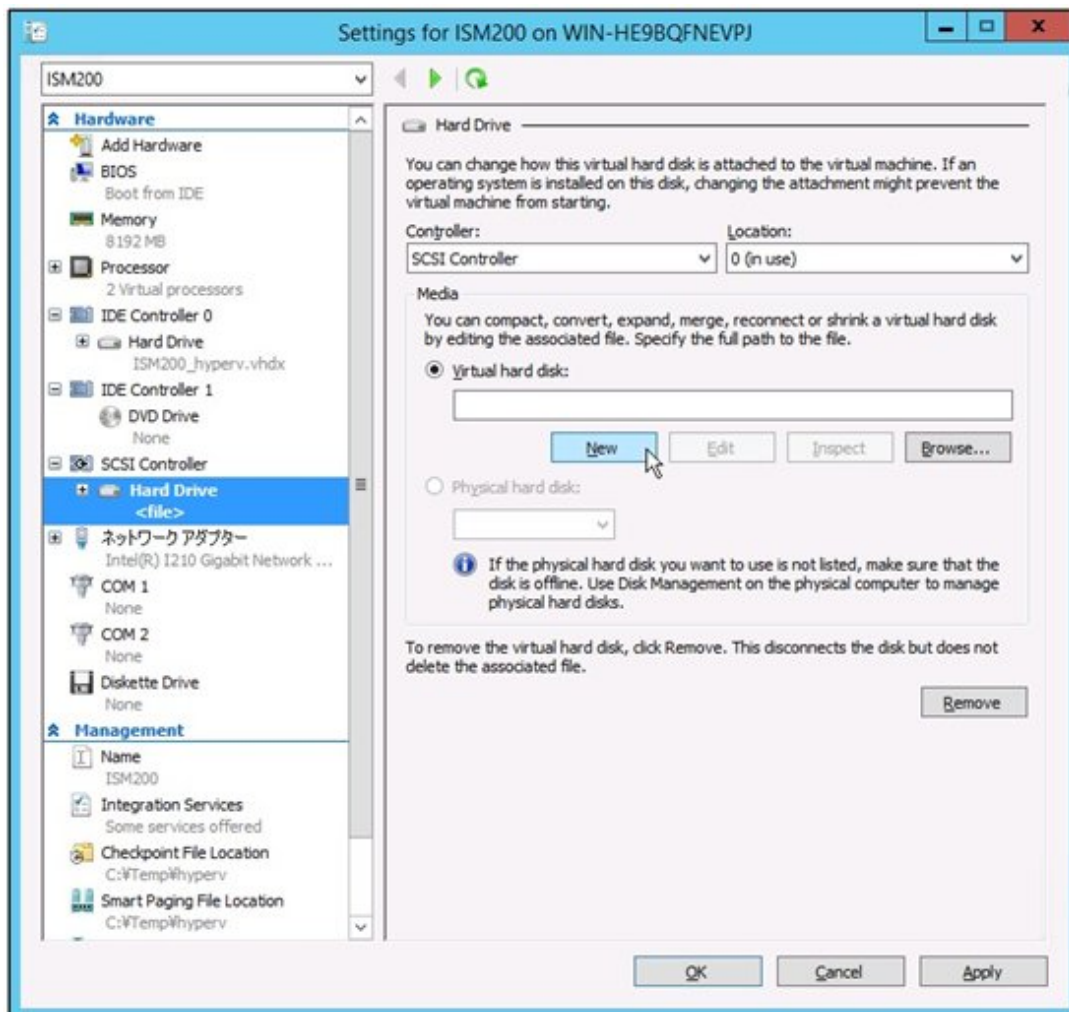 Settings for ISM200 on WIN-HE9BQFNEVPJ
ISM200
Hardware
Add Hardware
BIOS
Boot from IDE
Memory
8192 MB
Processor
2 Virtual processors
IDE Controller 0
Hard Drive
ISM200_hyperv.vhdx
IDE Controller 1
DVD Drive
None
SCSI Controller
Hard Drive
<file>
ネットワーク アダプター
Intel(R) I210 Gigabit Network ...
COM 1
None
COM 2
None
Diskette Drive
None
Management
Name
ISM200
Integration Services
Some services offered
Checkpoint File Location
C:¥Temp¥hyperv
Smart Paging File Location
C:¥Temp¥hyperv
Hard Drive
You can change how this virtual hard disk is attached to the virtual machine. If an
operating system is installed on this disk, changing the attachment might prevent the
virtual machine from starting.
Controller: Location:
SCSI Controller 0 (in use)
Media
You can compact, convert, expand, merge, reconnect or shrink a virtual hard disk
by editing the associated file. Specify the full path to the file.
Virtual hard disk:
New Edit Inspect Browse...
Physical hard disk:
If the physical hard disk you want to use is not listed, make sure that the
disk is offline. Use Disk Management on the physical computer to manage
physical hard disks.
To remove the virtual hard disk, click Remove. This disconnects the disk but does not
delete the associated file.
Remove
OK Cancel Apply